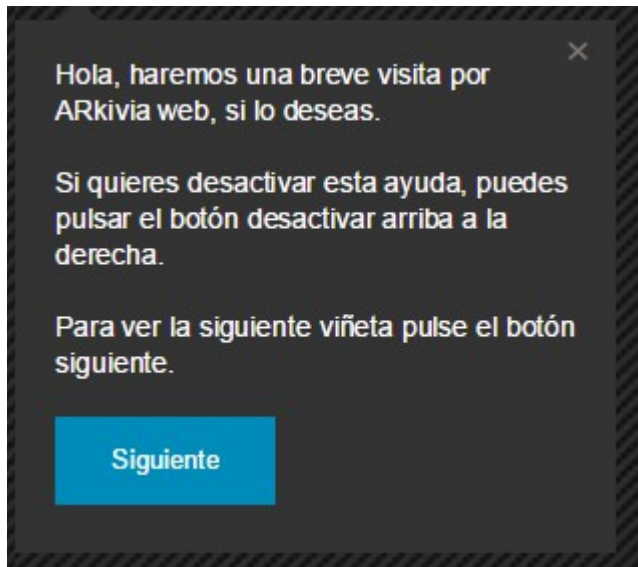 Hola, haremos una breve visita por
ARkivia web, si lo deseas.
Si quieres desactivar esta ayuda, puedes
pulsar el botón desactivar arriba a la
derecha.
Para ver la siguiente viñeta pulse el botón
siguiente.
Siguiente